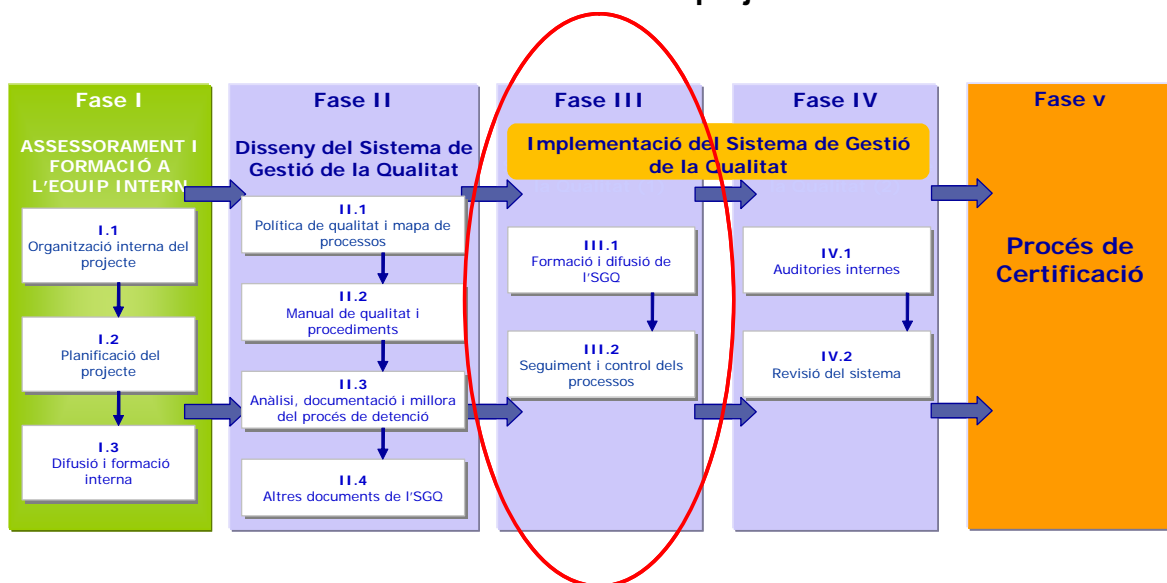 Fase I
ASSESSORAMENT I
FORMACIÓ A
L'EQUIP INTERN
I.1
Organització interna del
projecte
I.2
Planificació del
projecte
I.3
Difusió i formació
interna
Fase II
Disseny del Sistema de
Gestió de la Qualitat
II.1
Política de qualitat i mapa de
processos
II.2
Manual de qualitat i
procediments
II.3
Anàlisi, documentació i millora
del procés de detenció
II.4
Altres documents de l'SGQ
Fase III
Fase IV
Implementació del Sistema de Gestió
de la Qualitat
III.1
Formació i difusió de
l'SGQ
III.2
Seguiment i control dels
processos
IV.1
Auditories internes
IV.2
Revisió del sistema
Fase v
Procés de
Certificació